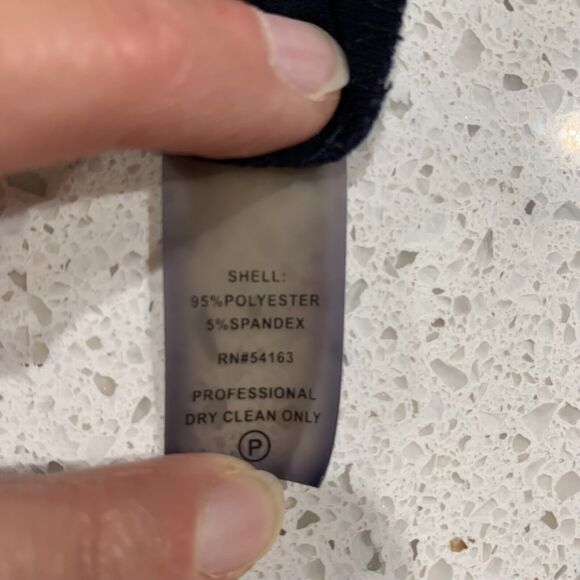 SHELL:
95%POLYESTER
5%SPANDEX
RN#54163
PROFESSIONAL
DRY CLEAN ONLY
P